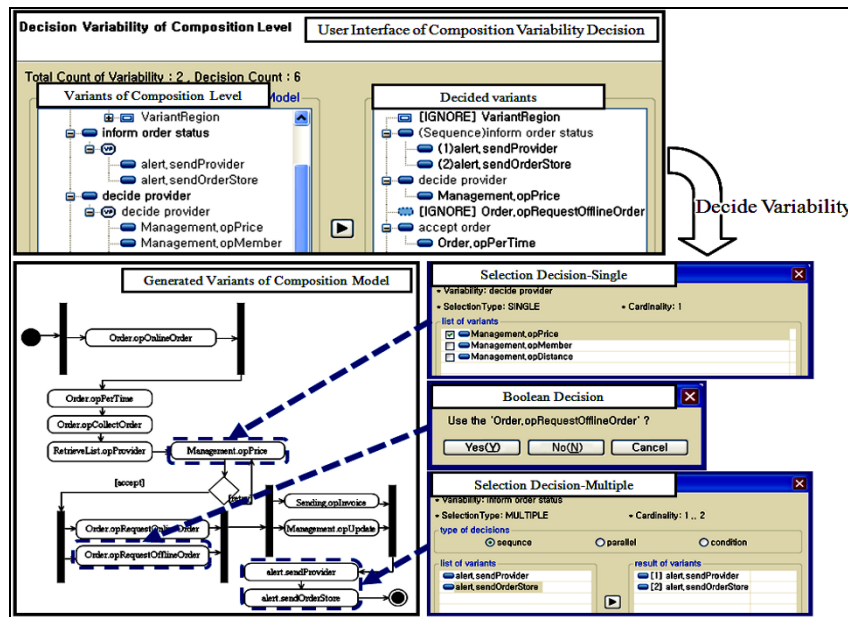 Decision Variability of Composition Level
User Interface of Composition Variability Decision
Total Count of Variability : 2 , Decision Count : 6
Variants of Composition Level
Model
VariantRegion
inform order status
VP
alert,sendProvider
alert,sendOrderStore
decide provider
VP decide provider
Management,opPrice
Management,opMember
Decided variants
[IGNORE] VariantRegion
(Sequence)inform order status
(1)alert,sendProvider
(2)alert,sendOrderStore
decide provider
Management,opPrice
[IGNORE] Order,opRequestOfflineOrder
accept order
Order,opPerTime
Decide Variability
Generated Variants of Composition Model
Order.opOnlineOrder
Order.opPerTime
Order.opCollectOrder
RetrieveList.opProvider
Management.opPrice
[accept]
[retry]
Order.opRequestOnlineOrder
Order.opRequestOfflineOrder
Sending.opInvoice
Management.opUpdate
alert.sendProvider
alert.sendOrderStore
Selection Decision-Single
Variability: decide provider
SelectionType: SINGLE
Cardinality: 1
list of variants
Management,opPrice
Management,opMember
Management,opDistance
Boolean Decision
Use the 'Order,opRequestOfflineOrder' ?
Yes(Y)
No(N)
Cancel
Selection Decision-Multiple
Variability: inform order status
SelectionType: MULTIPLE
Cardinality: 1 .. 2
type of decisions
sequnce
parallel
condition
list of variants
alert,sendProvider
alert,sendOrderStore
result of variants
[1] alert,sendProvider
[2] alert,sendOrderStore